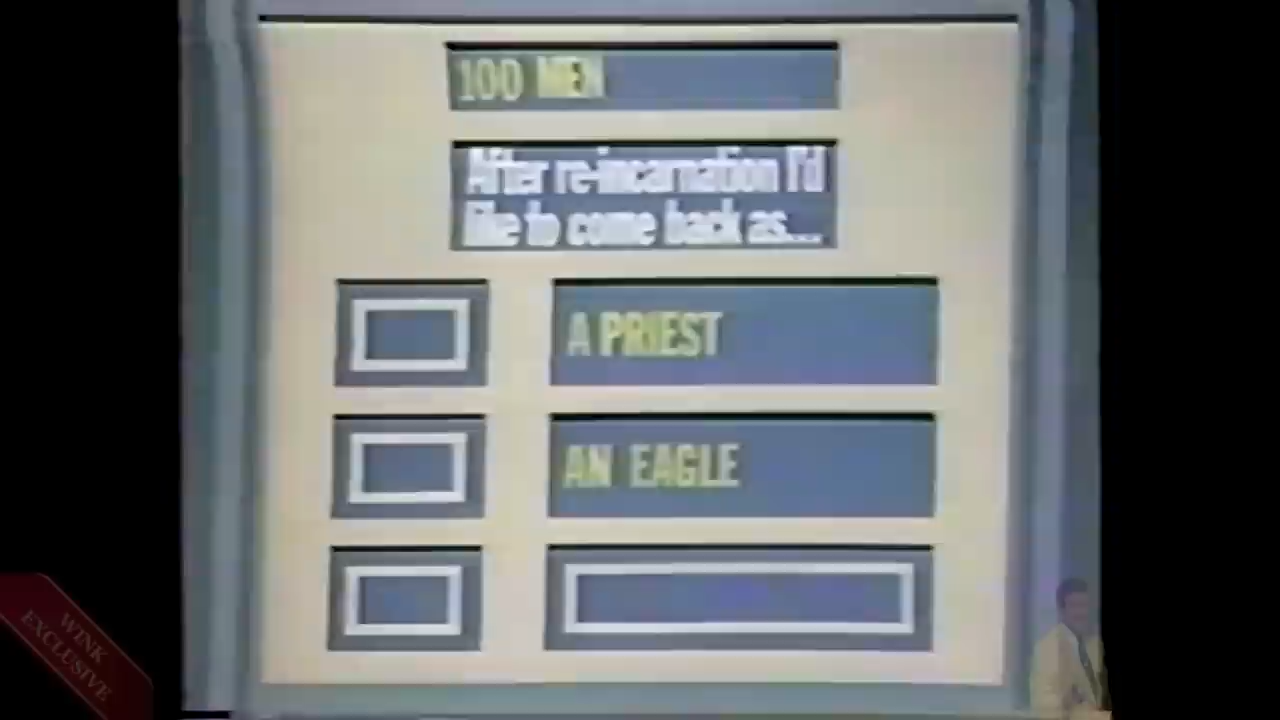 100 MEN
After re-incarnation I'd
like to come back as...
A PRIEST
AN EAGLE
WINK
EXCLUSIVE